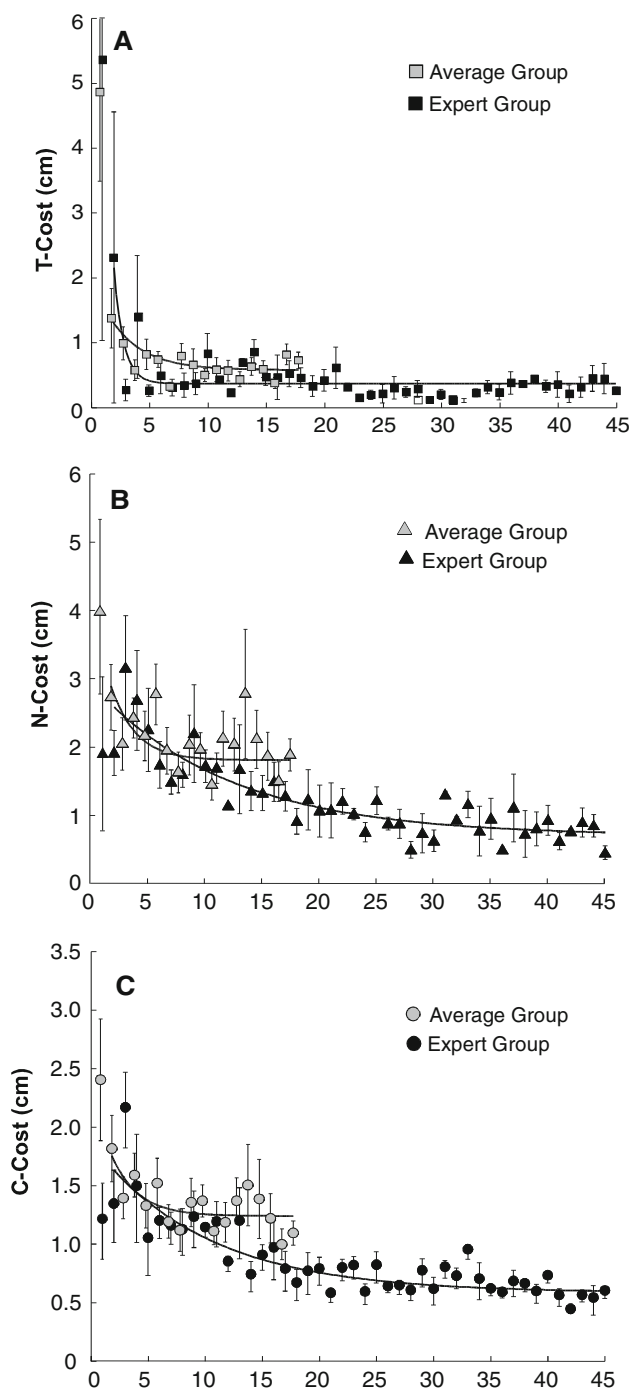 6
A
Average Group
5
Expert Group
4
T-Cost (cm)
3
2
1
0
0 5 10 15 20 25 30 35 40 45
6
B
Average Group
5
Expert Group
4
N-Cost (cm)
3
2
1
0
0 5 10 15 20 25 30 35 40 45
3.5
C
3.0
Average Group
Expert Group
2.5
2.0
C-Cost (cm)
1.5
1.0
0.5
0
0 5 10 15 20 25 30 35 40 45